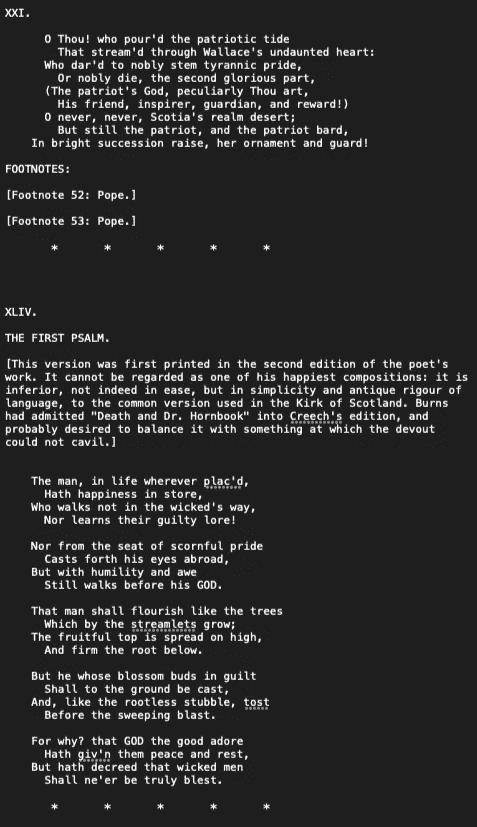 XXI.
O Thou! who pour'd the patriotic tide
That stream'd through Wallace's undaunted heart:
Who dar'd to nobly stem tyrannic pride,
Or nobly die, the second glorious part,
(The patriot's God, peculiarly Thou art,
His friend, inspirer, guardian, and reward!)
O never, never, Scotia's realm desert;
But still the patriot, and the patriot bard,
In bright succession raise, her ornament and guard!
FOOTNOTES:
[Footnote 52: Pope.]
[Footnote 53: Pope.]
* * * * *
XLIV.
THE FIRST PSALM.
[This version was first printed in the second edition of the poet's
work. It cannot be regarded as one of his happiest compositions: it is
inferior, not indeed in ease, but in simplicity and antique rigour of
language, to the common version used in the Kirk of Scotland. Burns
had admitted "Death and Dr. Hornbook" into Creech's edition, and
probably desired to balance it with something at which the devout
could not cavil.]
The man, in life wherever plac'd,
Hath happiness in store,
Who walks not in the wicked's way,
Nor learns their guilty lore!
Nor from the seat of scornful pride
Casts forth his eyes abroad,
But with humility and awe
Still walks before his GOD.
That man shall flourish like the trees
Which by the streamlets grow;
The fruitful top is spread on high,
And firm the root below.
But he whose blossom buds in guilt
Shall to the ground be cast,
And, like the rootless stubble, tost
Before the sweeping blast.
For why? that GOD the good adore
Hath giv'n them peace and rest,
But hath decreed that wicked men
Shall ne'er be truly blest.
* * * * *